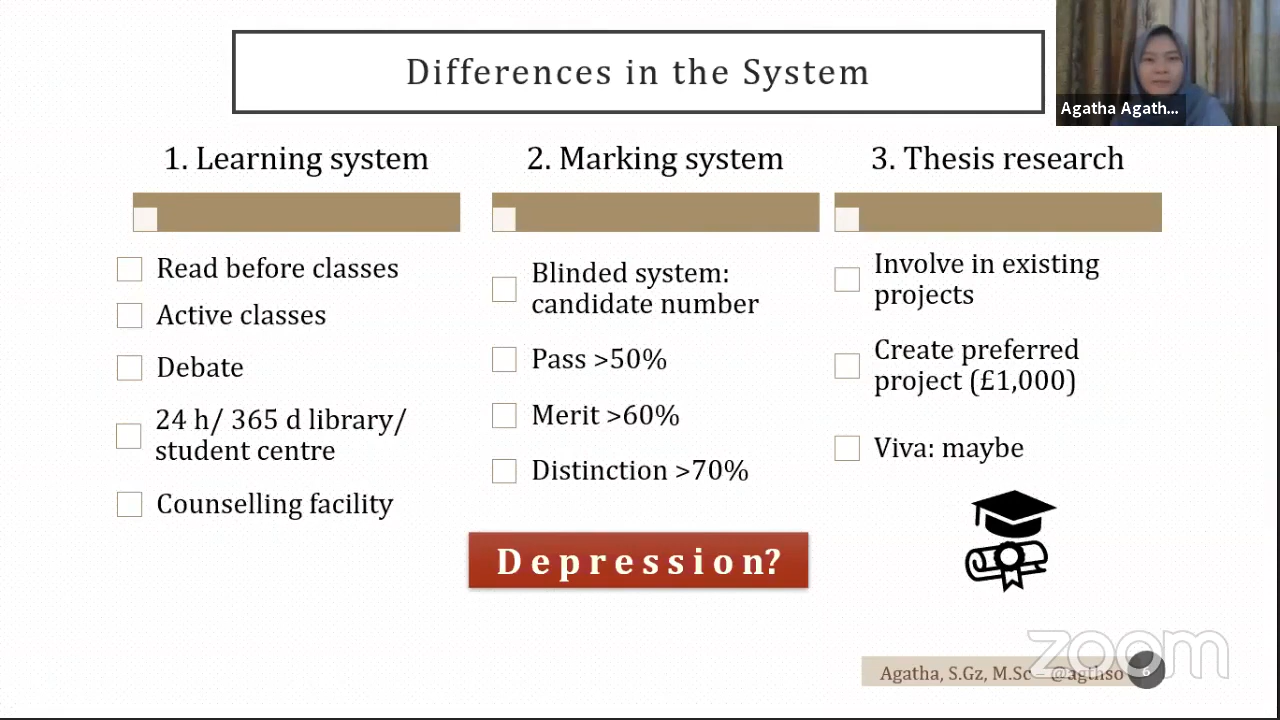 Differences in the System
Agatha Agath...
1. Learning system
Read before classes
Active classes
Debate
24 h/ 365 d library/
student centre
Counselling facility
2. Marking system
Blinded system:
candidate number
Pass >50%
Merit >60%
Distinction >70%
3. Thesis research
Involve in existing
projects
Create preferred
project (£1,000)
Viva: maybe
Depression?
zoom
Agatha, S.Gz, M.Sc – @agthso
6